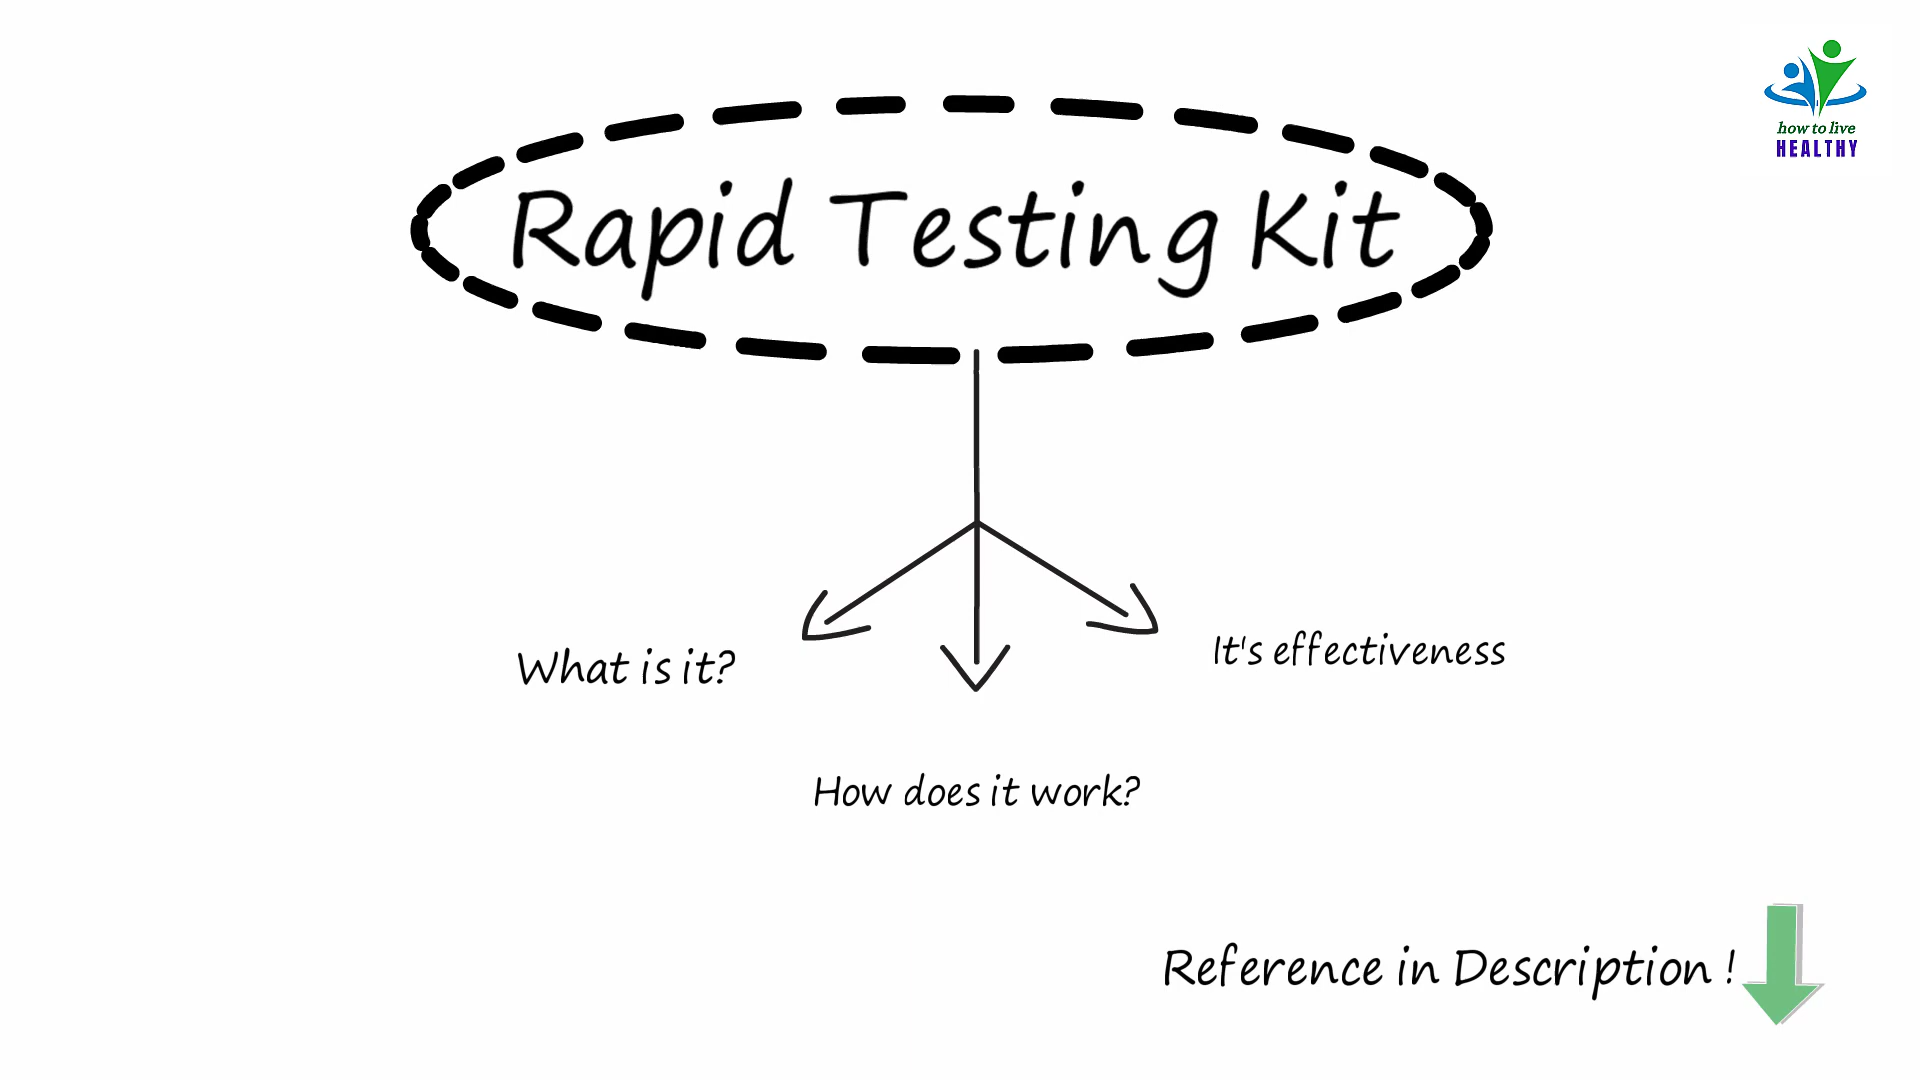 how to live
HEALTHY
Rapid Testing Kit
What is it?
It's effectiveness
How does it work?
Reference in Description !